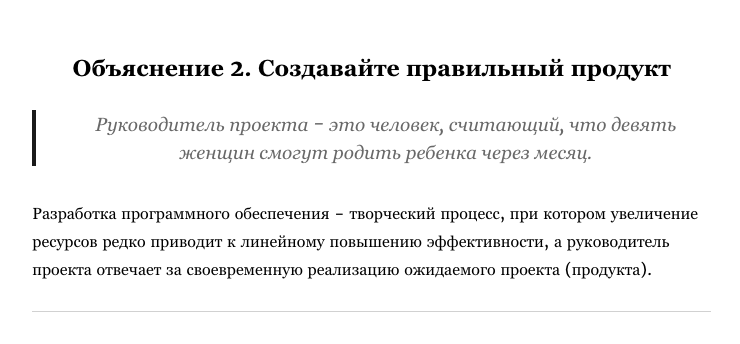 Объяснение 2. Создавайте правильный продукт
Руководитель проекта – это человек, считающий, что девять
женщин смогут родить ребенка через месяц.
Разработка программного обеспечения – творческий процесс, при котором увеличение
ресурсов редко приводит к линейному повышению эффективности, а руководитель
проекта отвечает за своевременную реализацию ожидаемого проекта (продукта).